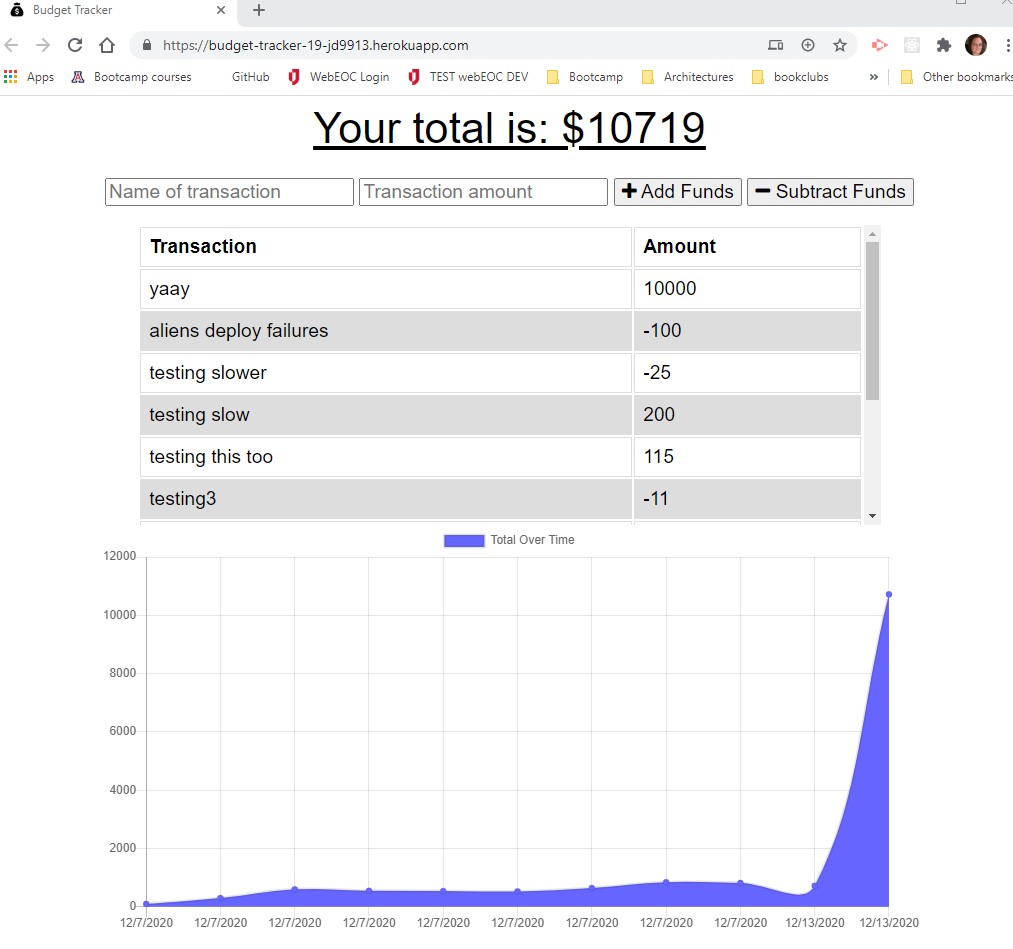 Budget Tracker
https://budget-tracker-19-jd9913.herokuapp.com
Apps Bootcamp courses GitHub WebEOC Login TEST webEOC DEV Bootcamp Architectures bookclubs » Other bookmarks
Your total is: $10719
Name of transaction Transaction amount Add Funds Subtract Funds
Transaction Amount
yaay 10000
aliens deploy failures -100
testing slower -25
testing slow 200
testing this too 115
testing3 -11
Total Over Time
12000
10000
8000
6000
4000
2000
0
12/7/2020 12/7/2020 12/7/2020 12/7/2020 12/7/2020 12/7/2020 12/7/2020 12/7/2020 12/7/2020 12/13/2020 12/13/2020